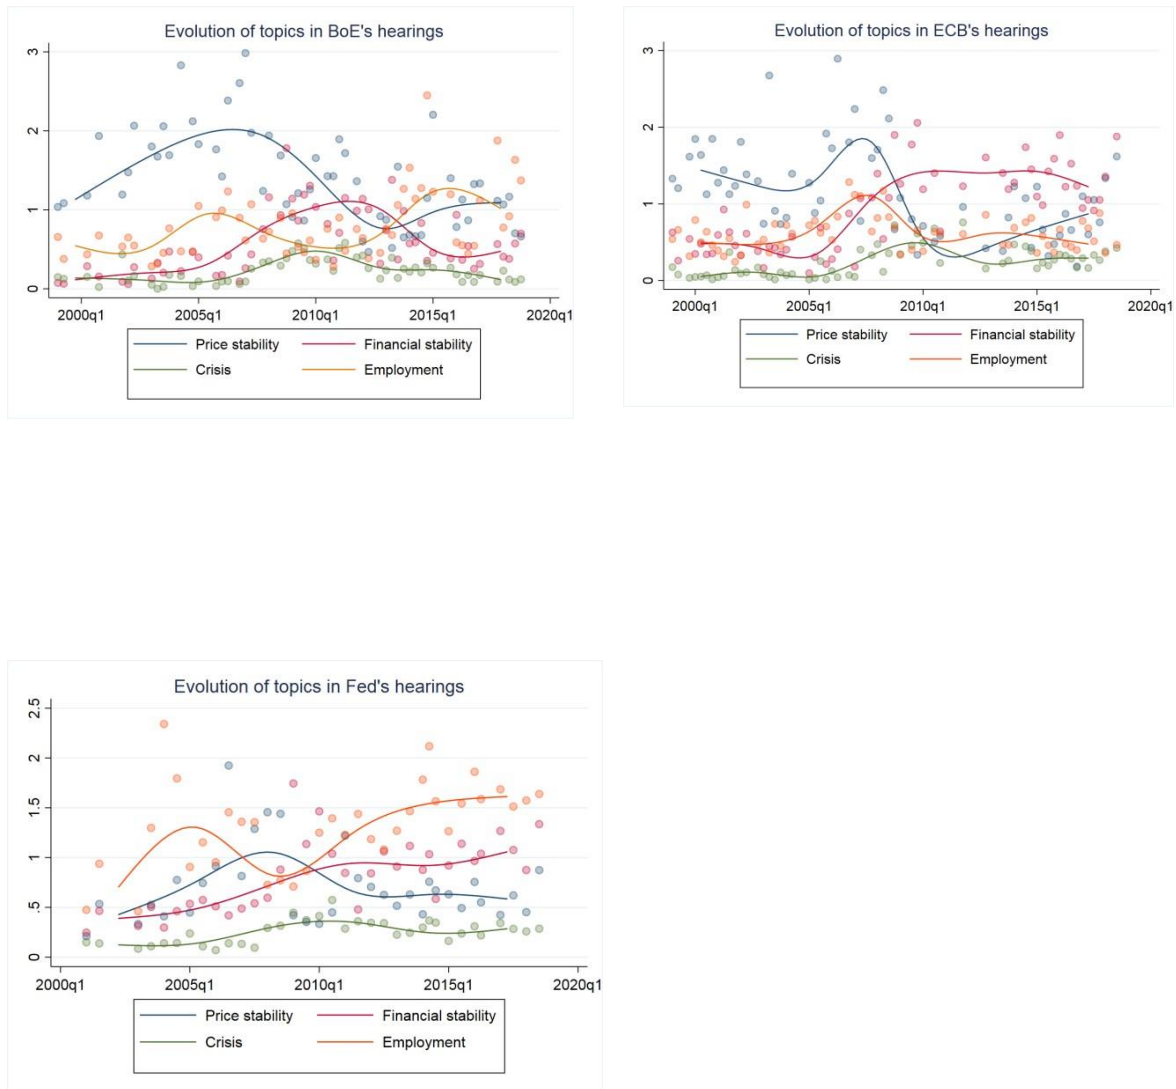 Evolution of topics in BoE's hearings
3
2
1
0
2000q1 2005q1 2010q1 2015q1 2020q1
Price stability Financial stability
Crisis Employment
Evolution of topics in ECB's hearings
3
2
1
0
2000q1 2005q1 2010q1 2015q1 2020q1
Price stability Financial stability
Crisis Employment
Evolution of topics in Fed's hearings
2.5
2
1.5
1
.5
0
2000q1 2005q1 2010q1 2015q1 2020q1
Price stability Financial stability
Crisis Employment